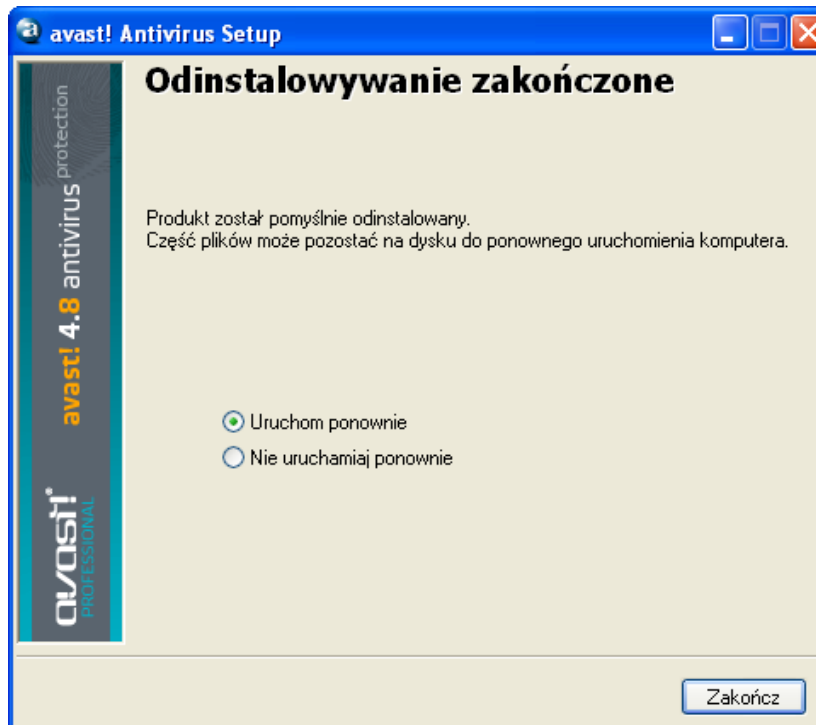 avast! Antivirus Setup
Odinstalowywanie zakończone
avast! 4.8 antivirus protection
avast!®
PROFESSIONAL
Produkt został pomyślnie odinstalowany.
Część plików może pozostać na dysku do ponownego uruchomienia komputera.
Uruchom ponownie
Nie uruchamiaj ponownie
Zakończ